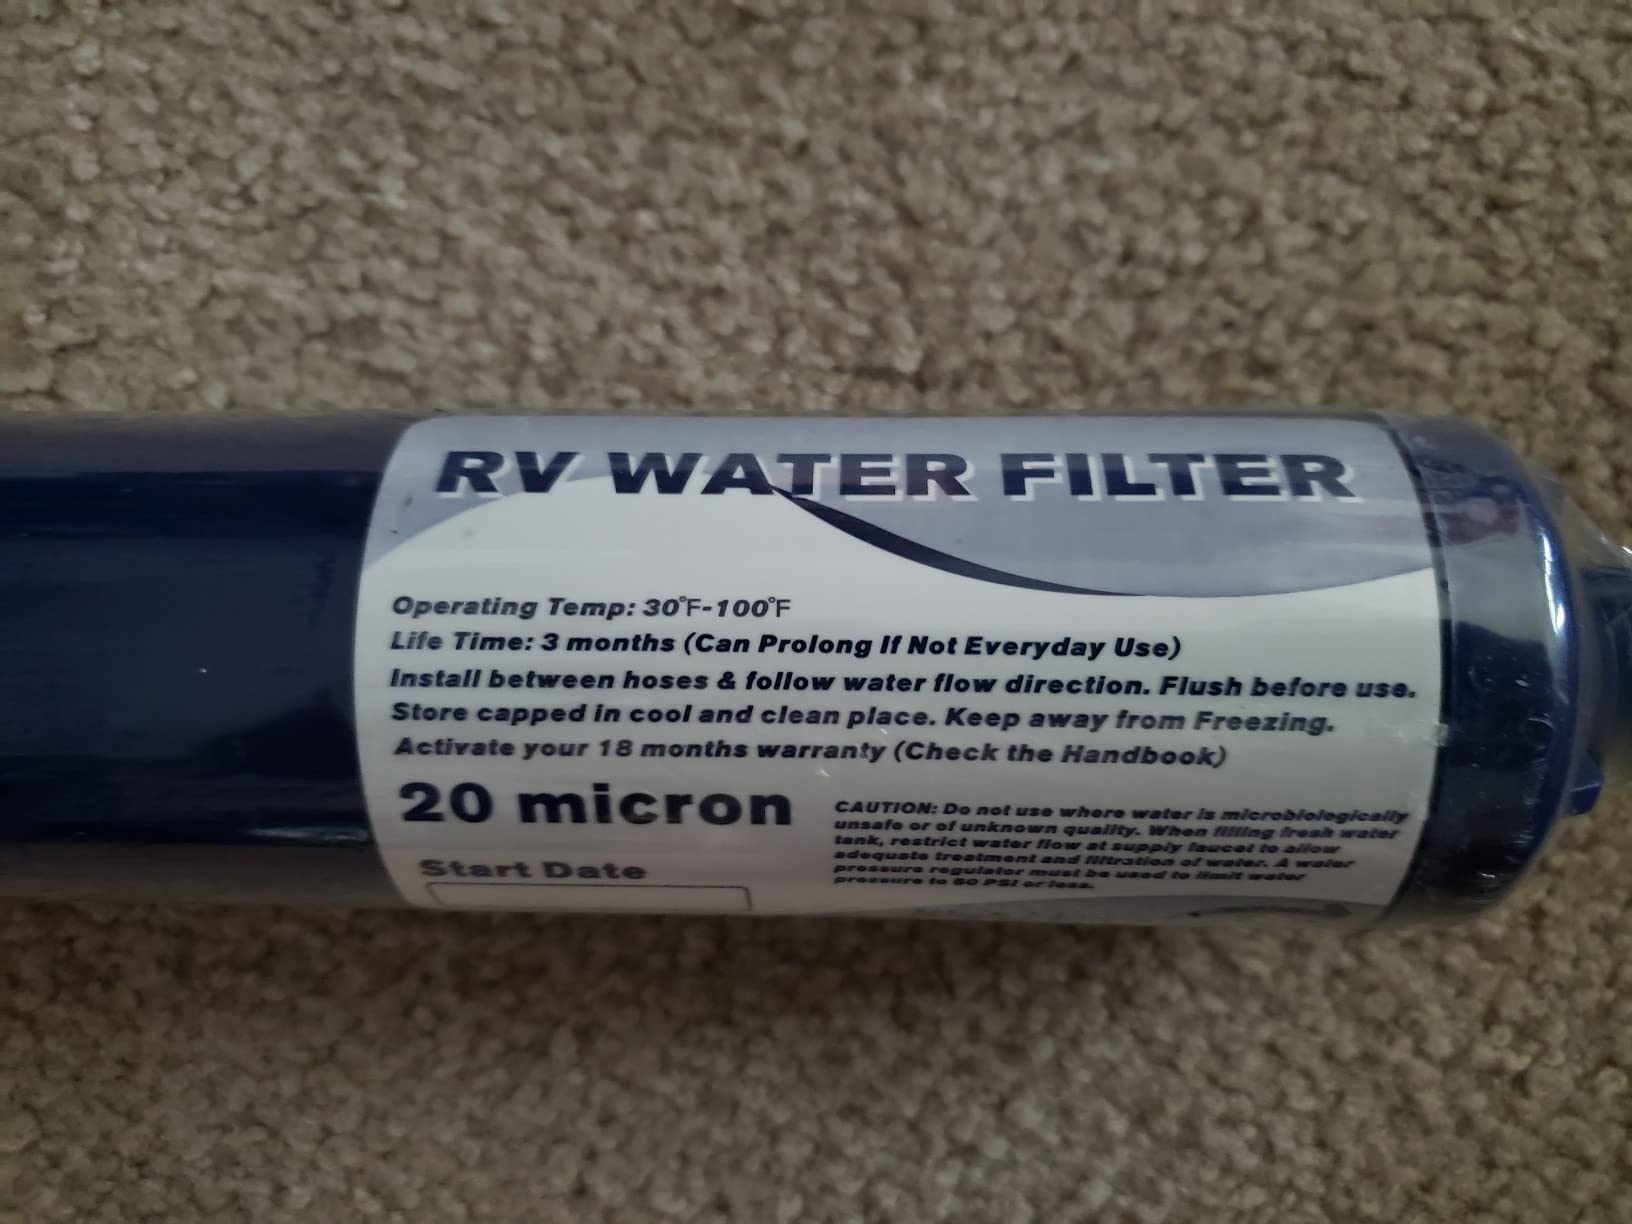 RV WATER FILTER
Operating Temp: 30°F-100°F
Life Time: 3 months (Can Prolong If Not Everyday Use)
Install between hoses & follow water flow direction. Flush before use.
Store capped in cool and clean place. Keep away from Freezing.
Activate your 18 months warranty (Check the Handbook)
20 micron
Start Date
CAUTION: Do not use where water is microbiologically
unsafe or of unknown quality. When filling fresh water
tank, restrict water flow at supply faucet to allow
adequate treatment and filtration of water. A water
pressure regulator must be used to limit water
pressure to 60 PSI or less.